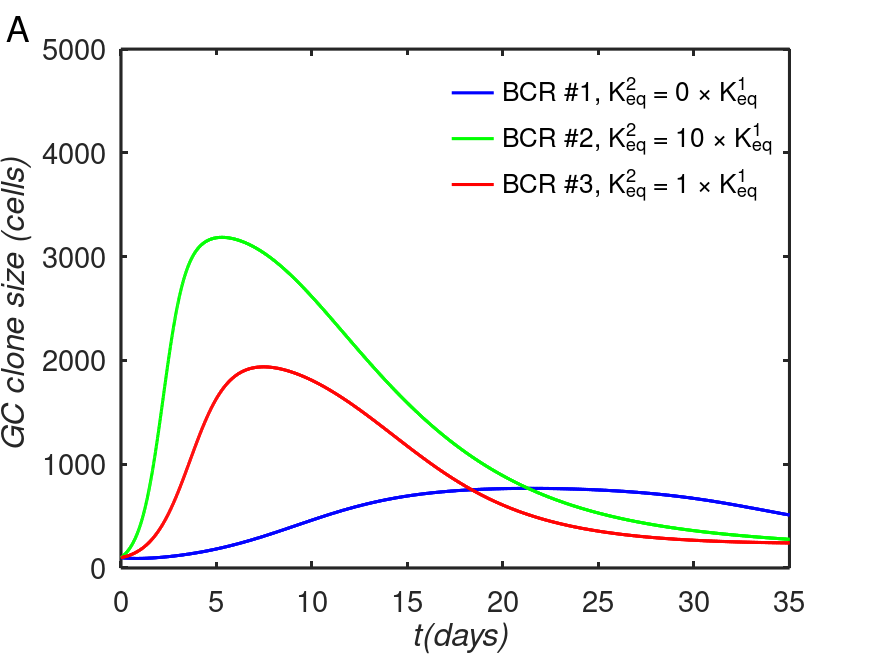 A
5000
4000
3000
2000
1000
0
GC clone size (cells)
BCR #1, K²eq = 0 × K¹eq
BCR #2, K²eq = 10 × K¹eq
BCR #3, K²eq = 1 × K¹eq
0 5 10 15 20 25 30 35
t(days)